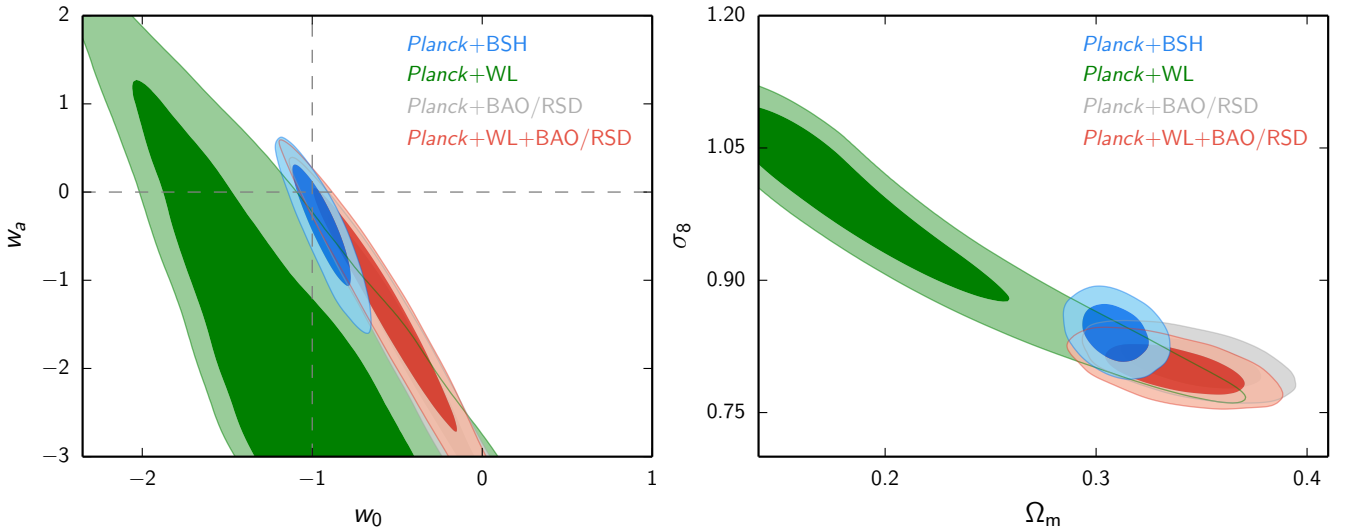 2
1
0
−1
−2
−3
w_a
−2 −1 0 1
w_0
Planck+BSH
Planck+WL
Planck+BAO/RSD
Planck+WL+BAO/RSD
1.20
1.05
0.90
0.75
σ_8
0.2 0.3 0.4
Ω_m
Planck+BSH
Planck+WL
Planck+BAO/RSD
Planck+WL+BAO/RSD